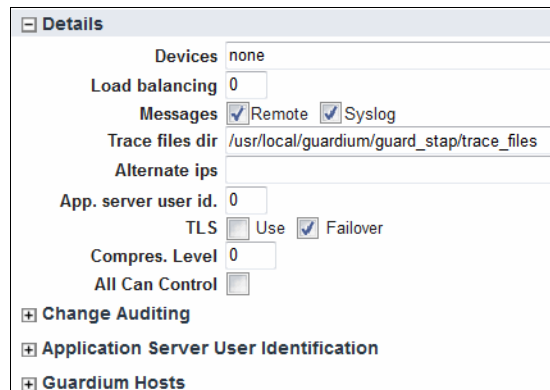 Details
Devices none
Load balancing 0
Messages Remote Syslog
Trace files dir /usr/local/guardium/guard_stap/trace_files
Alternate ips
App. server user id. 0
TLS Use Failover
Compres. Level 0
All Can Control
Change Auditing
Application Server User Identification
Guardium Hosts